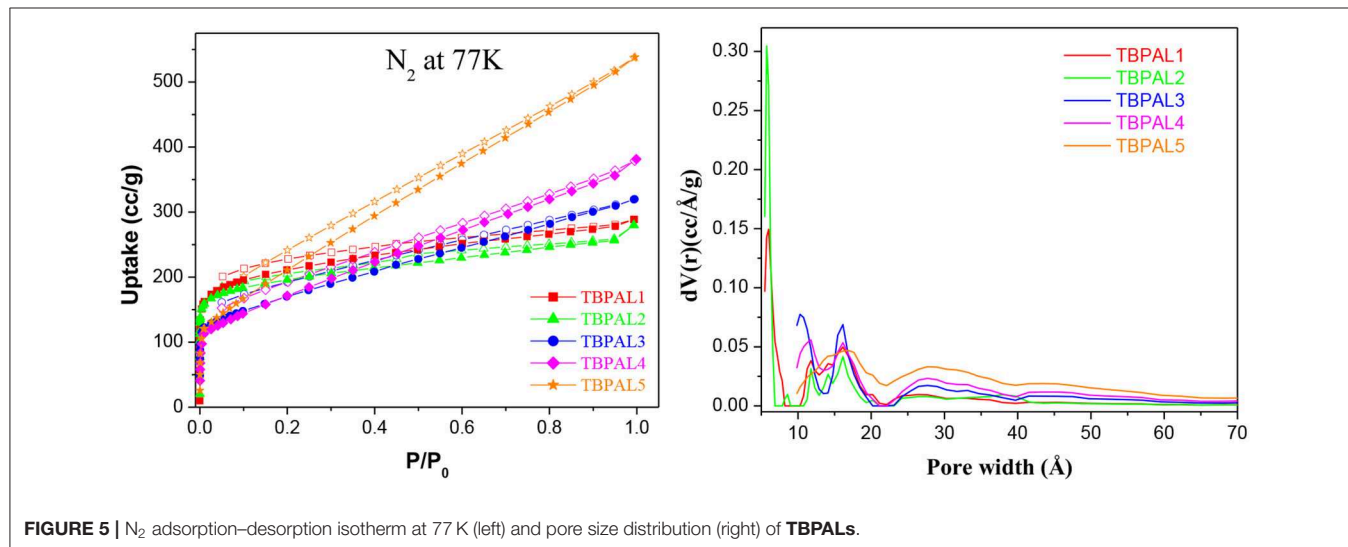 N₂ at 77K
Uptake (cc/g)
500
400
300
200
100
0
TBPAL1
TBPAL2
TBPAL3
TBPAL4
TBPAL5
0.0 0.2 0.4 0.6 0.8 1.0
P/P₀
dV(r)(cc/Å/g)
0.30
0.25
0.20
0.15
0.10
0.05
0.00
TBPAL1
TBPAL2
TBPAL3
TBPAL4
TBPAL5
10 20 30 40 50 60 70
Pore width (Å)
FIGURE 5 | N₂ adsorption–desorption isotherm at 77 K (left) and pore size distribution (right) of TBPALs.